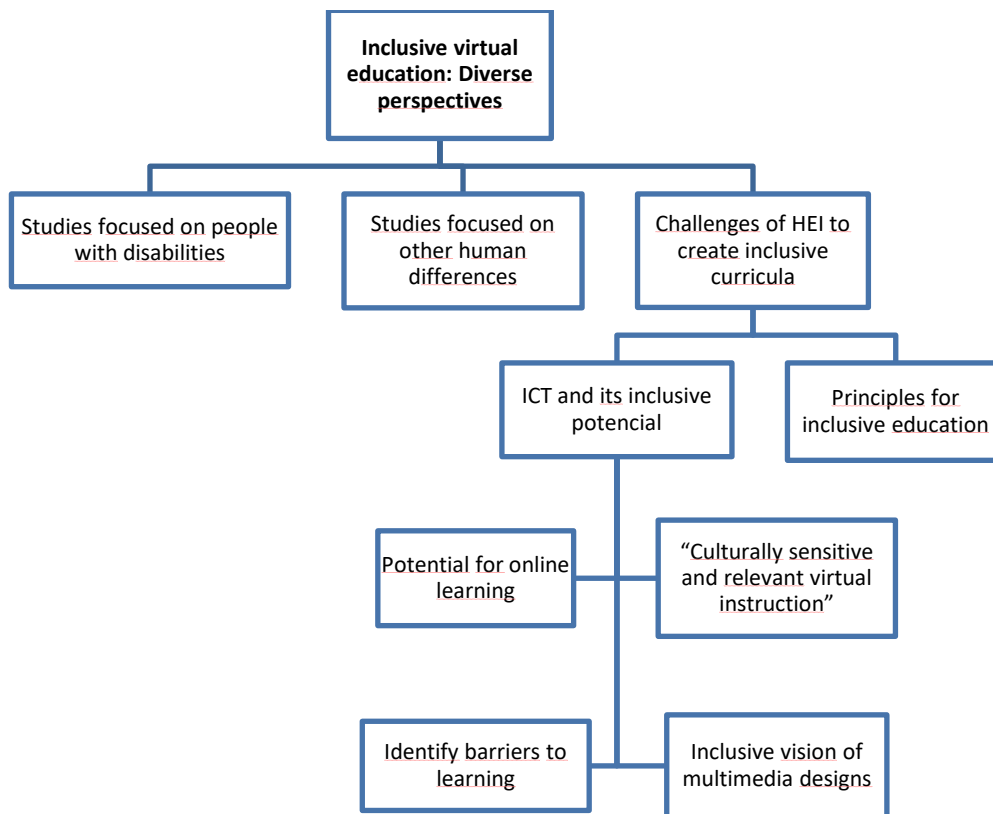 Inclusive virtual
education: Diverse
perspectives
Studies focused on people
with disabilities
Studies focused on
other human
differences
Challenges of HEI to
create inclusive
curricula
ICT and its inclusive
potencial
Principles for
inclusive education
Potential for online
learning
“Culturally sensitive
and relevant virtual
instruction”
Identify barriers to
learning
Inclusive vision of
multimedia designs